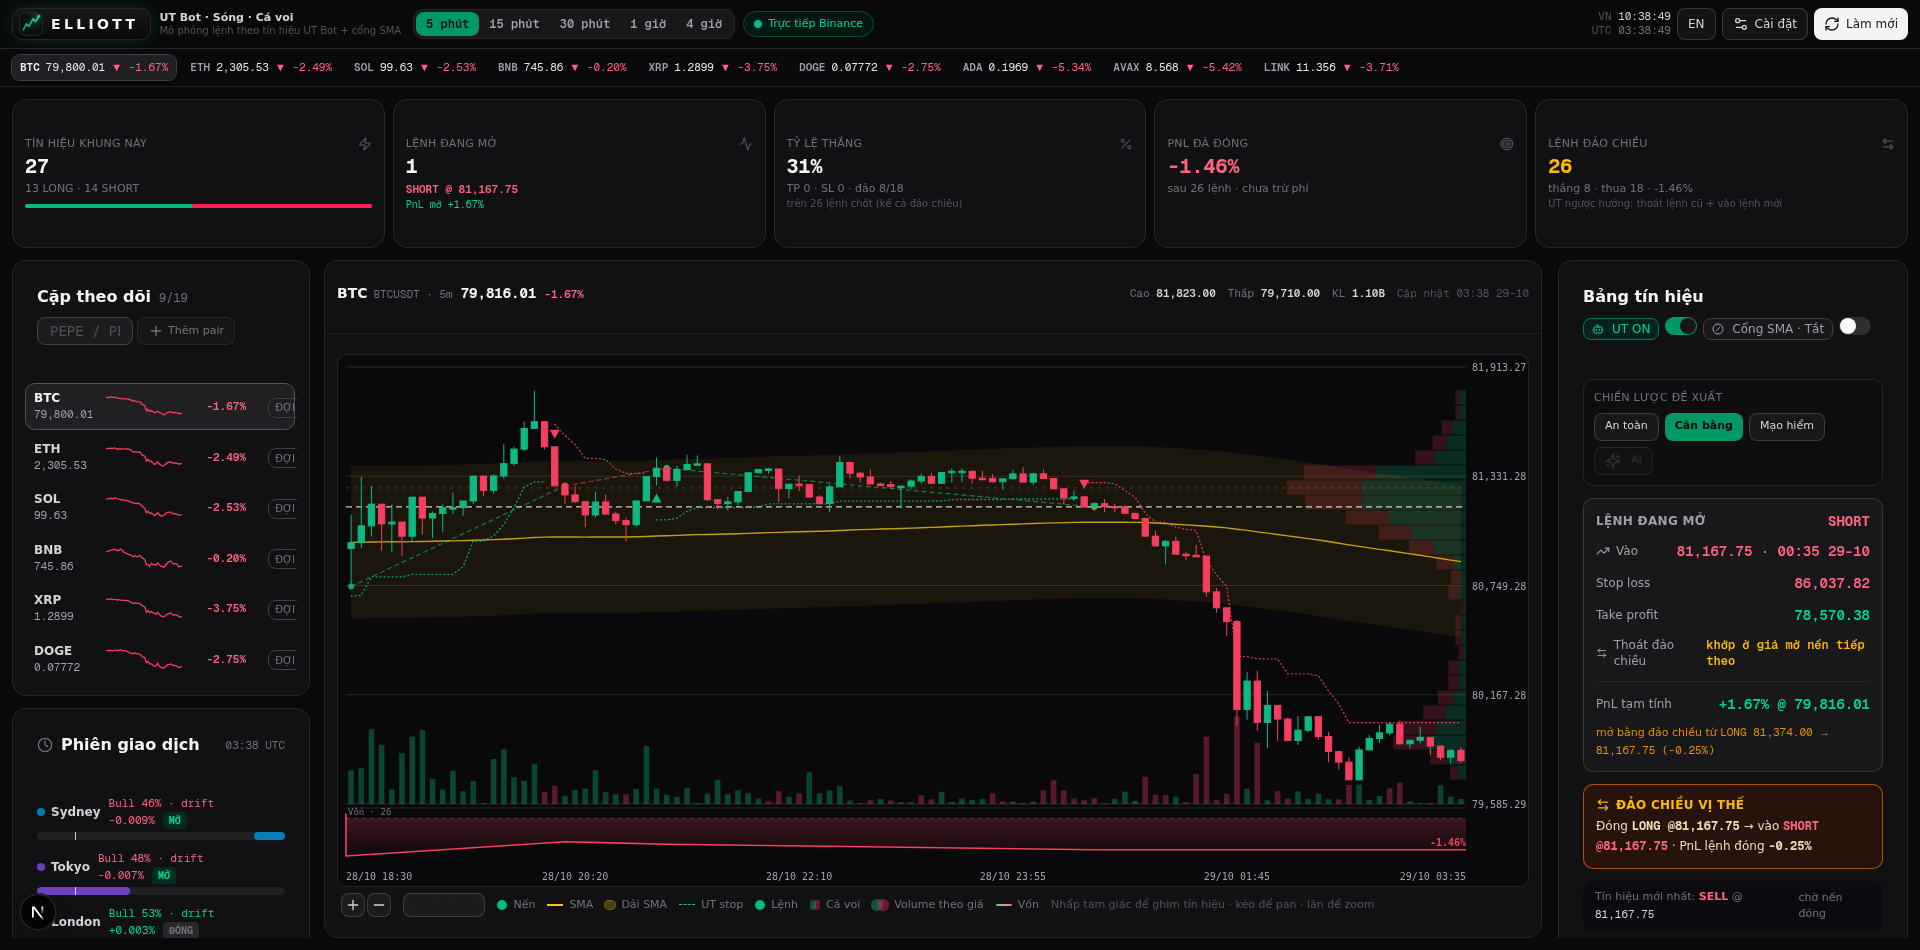 ELLIOTT
UT Bot · Sóng · Cá voi
Mô phỏng lệnh theo tín hiệu UT Bot + cổng SMA
5 phút 15 phút 30 phút 1 giờ 4 giờ
Trực tiếp Binance
VN 10:38:49
UTC 03:38:49
EN
Cài đặt
Làm mới
BTC 79,800.01 ▼ -1.67% ETH 2,305.53 ▼ -2.49% SOL 99.63 ▼ -2.53% BNB 745.86 ▼ -0.20% XRP 1.2899 ▼ -3.75% DOGE 0.07772 ▼ -2.75% ADA 0.1969 ▼ -5.34% AVAX 8.568 ▼ -5.42% LINK 11.356 ▼ -3.71%
TÍN HIỆU KHUNG NÀY
27
13 LONG · 14 SHORT
LỆNH ĐANG MỞ
1
SHORT @ 81,167.75
PnL mở +1.67%
TỶ LỆ THẮNG
31%
TP 0 · SL 0 · đảo 8/18
trên 26 lệnh chốt (kể cả đảo chiều)
PNL ĐÃ ĐÓNG
-1.46%
sau 26 lệnh · chưa trừ phí
LỆNH ĐẢO CHIỀU
26
thắng 8 · thua 18 · -1.46%
UT ngược hướng: thoát lệnh cũ + vào lệnh mới
Cặp theo dõi 9/19
PEPE / PI
+ Thêm pair
BTC
79,800.01
-1.67%
ĐỢI
ETH
2,305.53
-2.49%
ĐỢI
SOL
99.63
-2.53%
ĐỢI
BNB
745.86
-0.20%
ĐỢI
XRP
1.2899
-3.75%
ĐỢI
DOGE
0.07772
-2.75%
ĐỢI
Phiên giao dịch 03:38 UTC
Sydney Bull 46% · drift
-0.009% MỞ
Tokyo Bull 48% · drift
-0.007% MỞ
London Bull 53% · drift
+0.003% ĐÓNG
N
BTC BTCUSDT · 5m 79,816.01 -1.67%
Cao 81,823.00 Thấp 79,710.00 KL 1.10B Cập nhật 03:38 29-10
81,913.27
81,331.28
80,749.28
80,167.28
79,585.29
Vốn · 26
-1.46%
28/10 18:30 28/10 20:20 28/10 22:10 28/10 23:55 29/10 01:45 29/10 03:35
+ −
Nến SMA Dải SMA UT stop Lệnh Cá voi Volume theo giá Vốn Nhấp tam giác để ghim tín hiệu · kéo để pan · lăn để zoom
Bảng tín hiệu
UT ON
Cổng SMA · Tắt
CHIẾN LƯỢC ĐỀ XUẤT
An toàn Cân bằng Mạo hiểm
AI
LỆNH ĐANG MỞ SHORT
Vào 81,167.75 · 00:35 29-10
Stop loss 86,037.82
Take profit 78,570.38
Thoát đảo chiều khớp ở giá mở nến tiếp theo
PnL tạm tính +1.67% @ 79,816.01
mở bằng đảo chiều từ LONG 81,374.00 →
81,167.75 (-0.25%)
ĐẢO CHIỀU VỊ THẾ
Đóng LONG @81,167.75 → vào SHORT
@81,167.75 · PnL lệnh đóng -0.25%
Tín hiệu mới nhất: SELL @
81,167.75
chờ nến
đóng